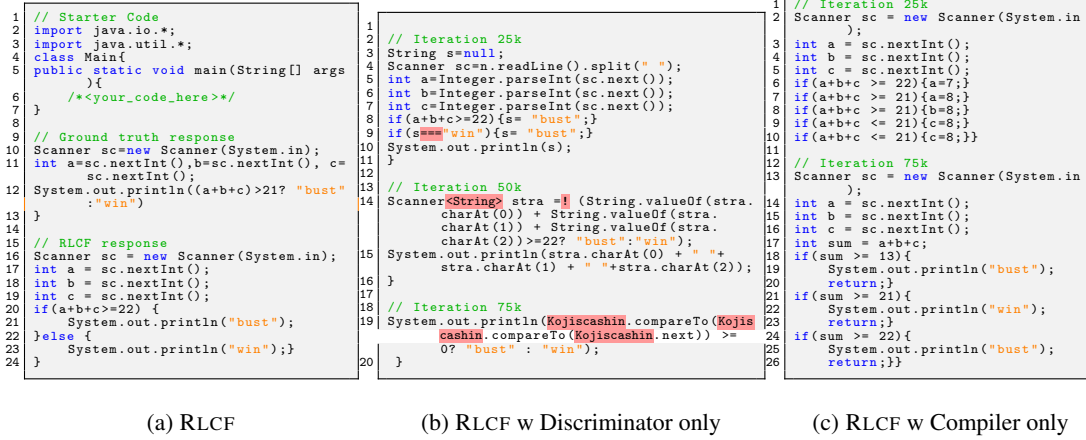 1 // Starter Code
2 import java.io.*;
3 import java.util.*;
4 class Main{
5 public static void main(String[] args
){
6 /*<your_code_here>*/
7 }
8
9 // Ground truth response
10 Scanner sc=new Scanner(System.in);
11 int a=sc.nextInt(),b=sc.nextInt(), c=
sc.nextInt();
12 System.out.println((a+b+c)>21? "bust"
:"win")
13 }
14
15 // RLCF response
16 Scanner sc = new Scanner(System.in);
17 int a = sc.nextInt();
18 int b = sc.nextInt();
19 int c = sc.nextInt();
20 if(a+b+c>=22) {
21 System.out.println("bust");
22 }else {
23 System.out.println("win");}
24 }
(a) RLCF
1
2 // Iteration 25k
3 String s=null;
4 Scanner sc=n.readLine().split(" ");
5 int a=Integer.parseInt(sc.next());
6 int b=Integer.parseInt(sc.next());
7 int c=Integer.parseInt(sc.next());
8 if(a+b+c>=22){s= "bust";}
9 if(s==="win"){s= "bust";}
10 System.out.println(s);
11 }
12
13 // Iteration 50k
14 Scanner<String> stra =! (String.valueOf(stra.
charAt(0)) + String.valueOf(stra.
charAt(1)) + String.valueOf(stra.
charAt(2))>=22? "bust":"win");
15 System.out.println(stra.charAt(0) + " "+
stra.charAt(1) + " "+stra.charAt(2));
16 }
17
18 // Iteration 75k
19 System.out.println(Kojiscashin.compareTo(Kojis
cashin.compareTo(Kojiscashin.next)) >=
0? "bust" : "win");
20 }
(b) RLCF w Discriminator only
1 // Iteration 25k
2 Scanner sc = new Scanner(System.in
);
3 int a = sc.nextInt();
4 int b = sc.nextInt();
5 int c = sc.nextInt();
6 if(a+b+c >= 22){a=7;}
7 if(a+b+c >= 21){a=8;}
8 if(a+b+c >= 21){b=8;}
9 if(a+b+c <= 21){c=8;}
10 if(a+b+c <= 21){c=8;}}
11
12 // Iteration 75k
13 Scanner sc = new Scanner(System.in
);
14 int a = sc.nextInt();
15 int b = sc.nextInt();
16 int c = sc.nextInt();
17 int sum = a+b+c;
18 if(sum >= 13){
19 System.out.println("bust");
20 return;}
21 if(sum >= 21){
22 System.out.println("win");
23 return;}
24 if(sum >= 22){
25 System.out.println("bust");
26 return;}}
(c) RLCF w Compiler only